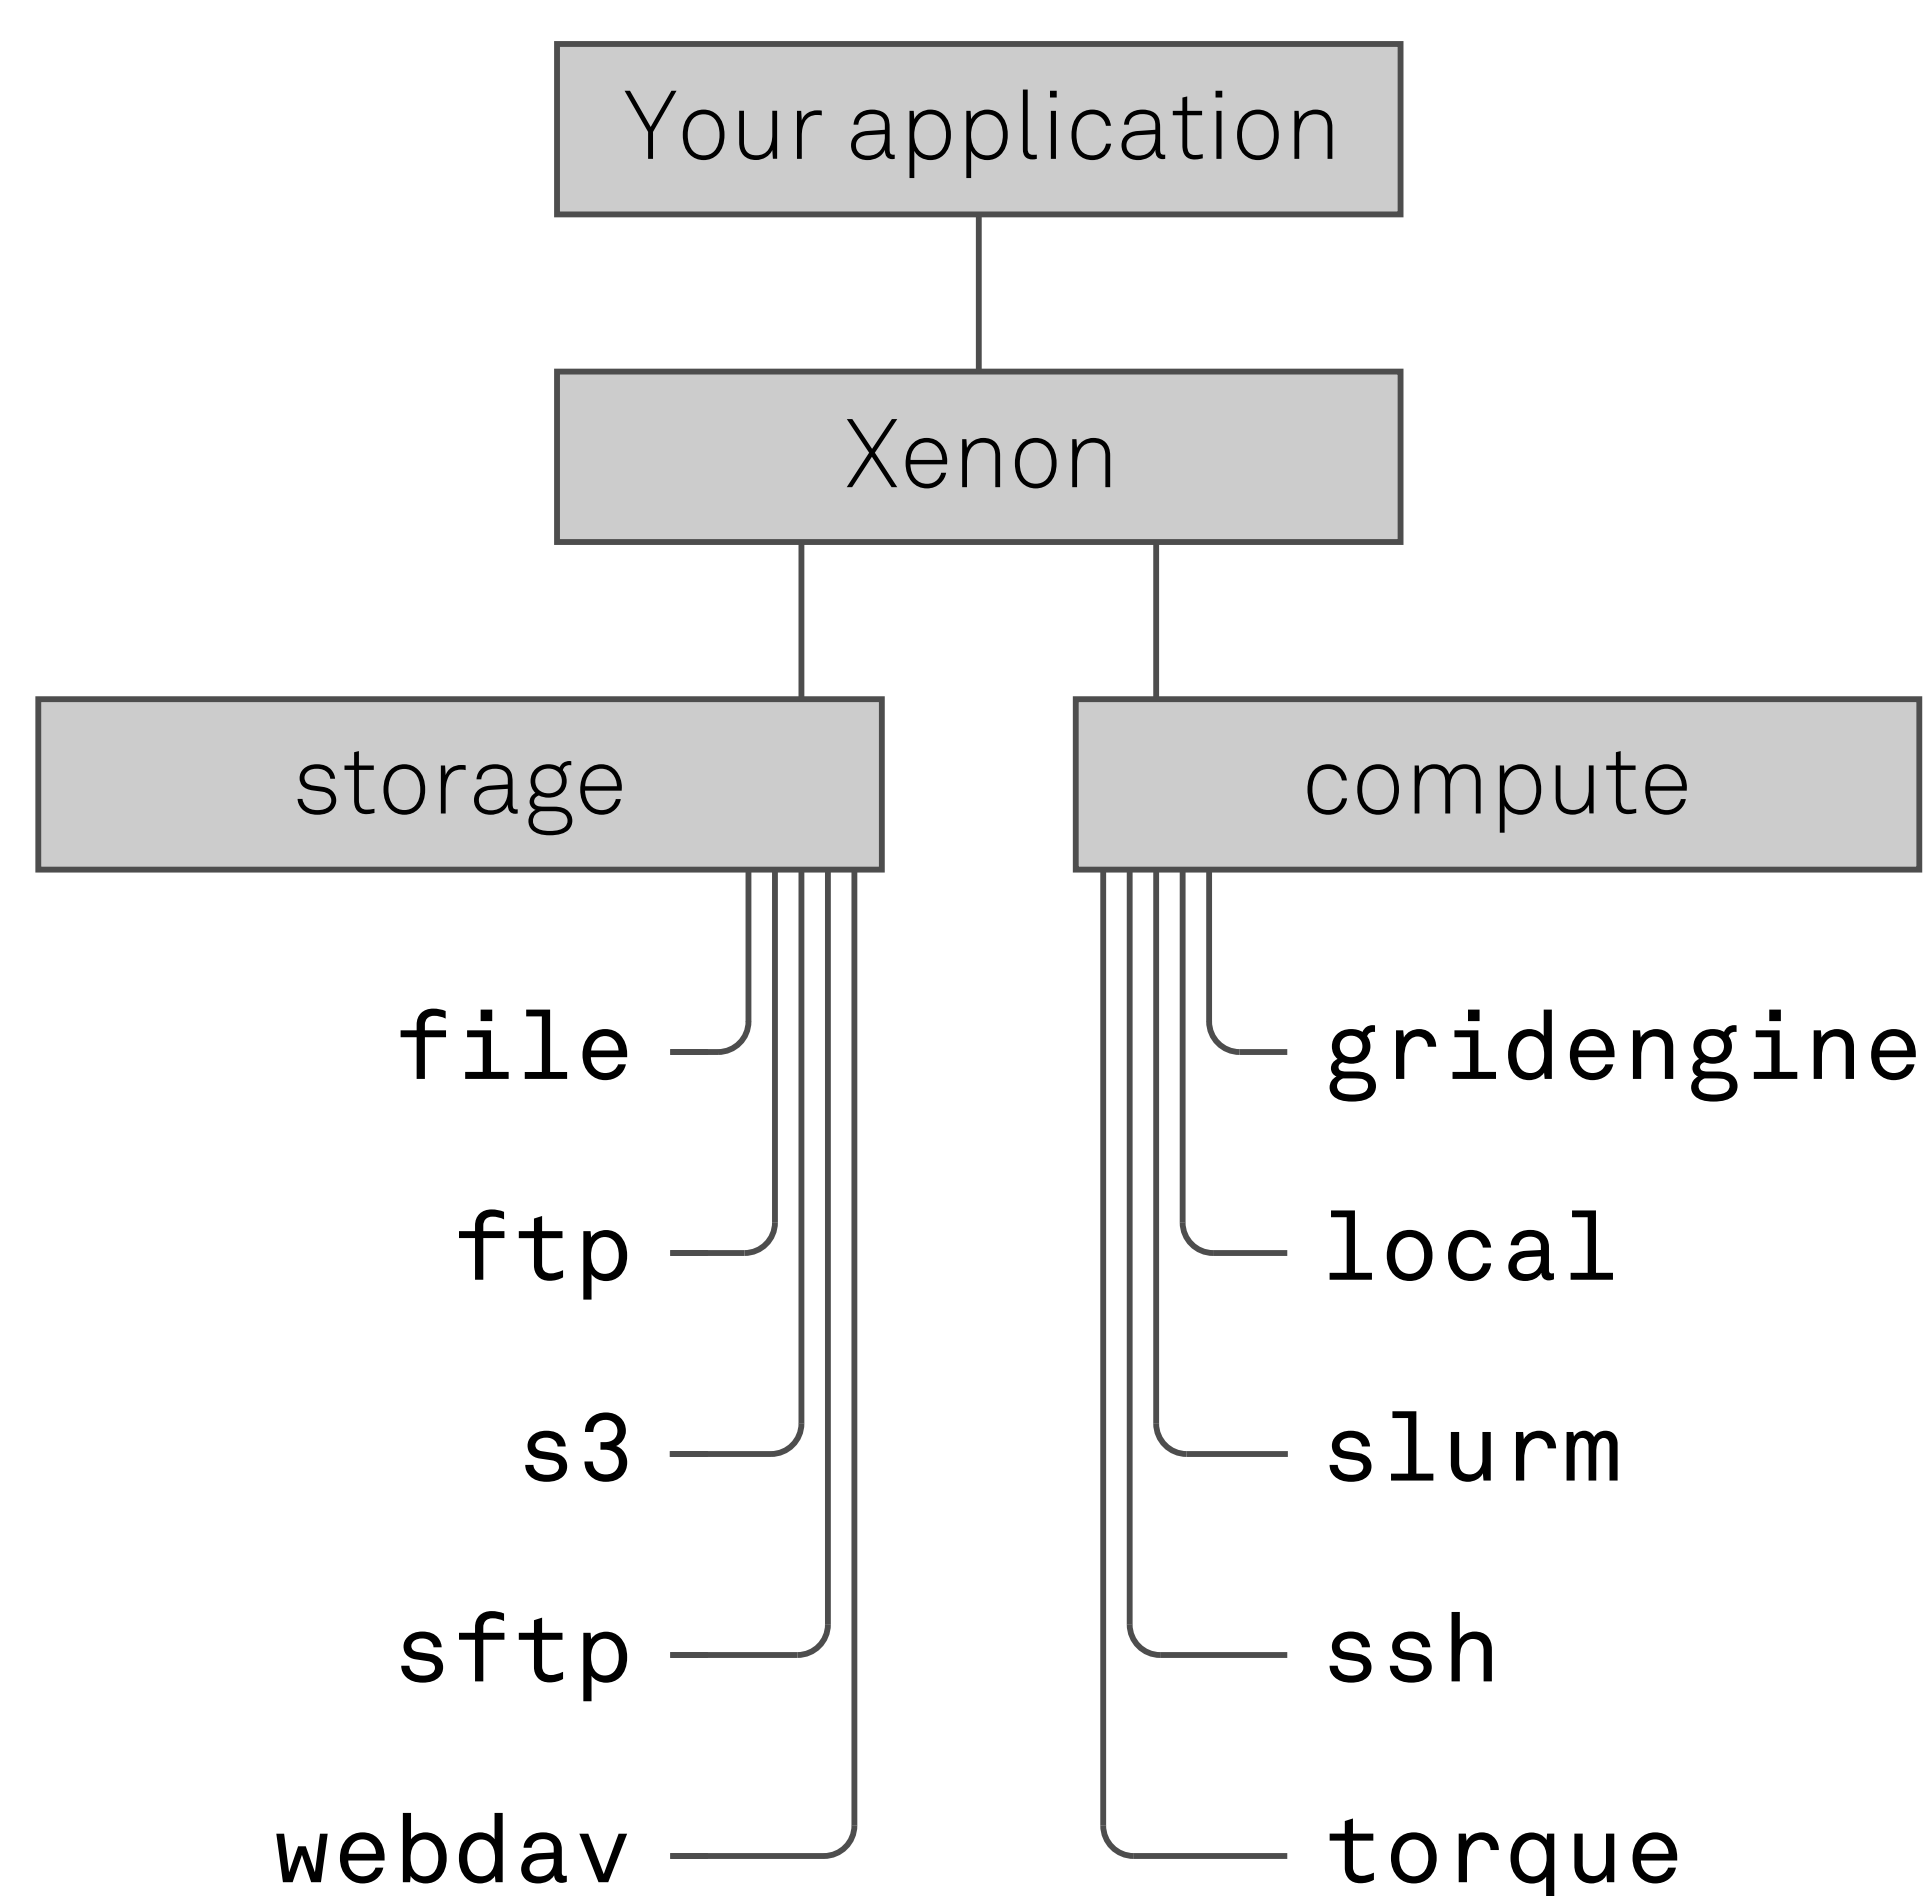 Your application
Xenon
storage
compute
file
gridengine
ftp
local
s3
slurm
sftp
ssh
webdav
torque